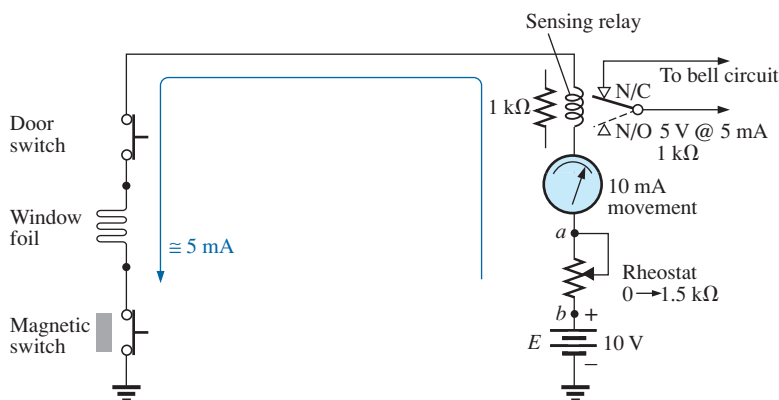 Sensing relay
To bell circuit
N/C
1 kΩ
N/O 5 V @ 5 mA
1 kΩ
Door
switch
10 mA
movement
Window
foil
≅ 5 mA
a
Rheostat
0 → 1.5 kΩ
Magnetic
switch
b +
E 10 V
–